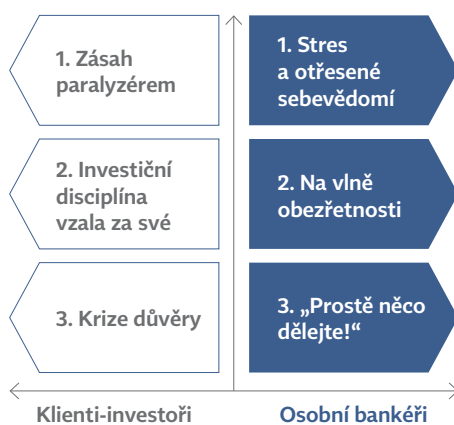 1. Zásah
paralyzérem
1. Stres
a otřesené
sebevědomí
2. Investiční
disciplína
vzala za své
2. Na vlně
obezřetnosti
3. Krize důvěry
3. „Prostě něco
dělejte!“
Klienti-investoři
Osobní bankéři